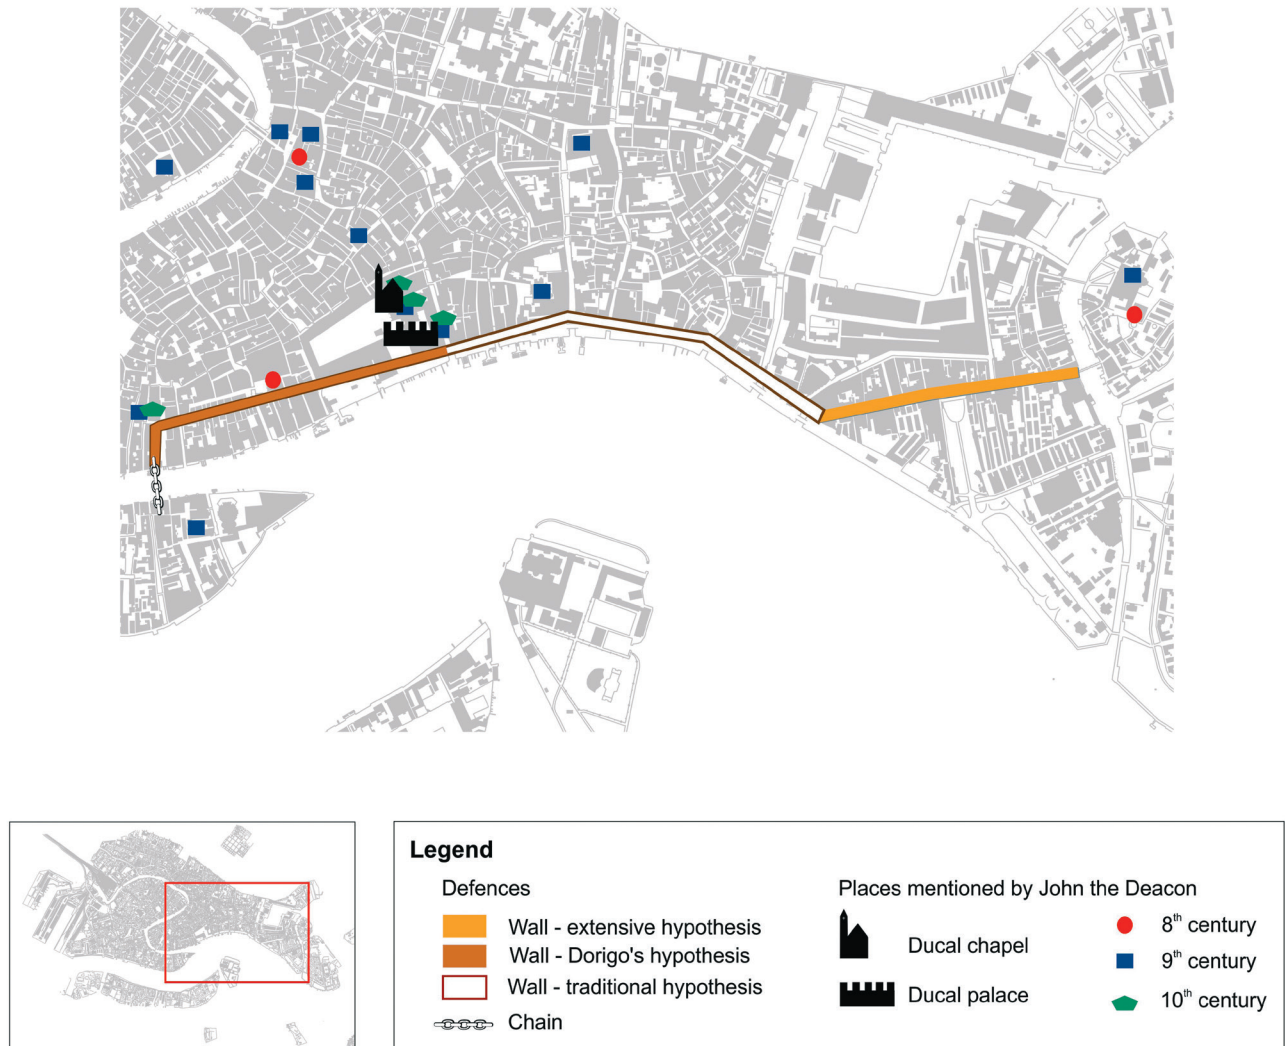 Legend
Defences
Wall - extensive hypothesis
Wall - Dorigo's hypothesis
Wall - traditional hypothesis
Chain
Places mentioned by John the Deacon
Ducal chapel
Ducal palace
8th century
9th century
10th century